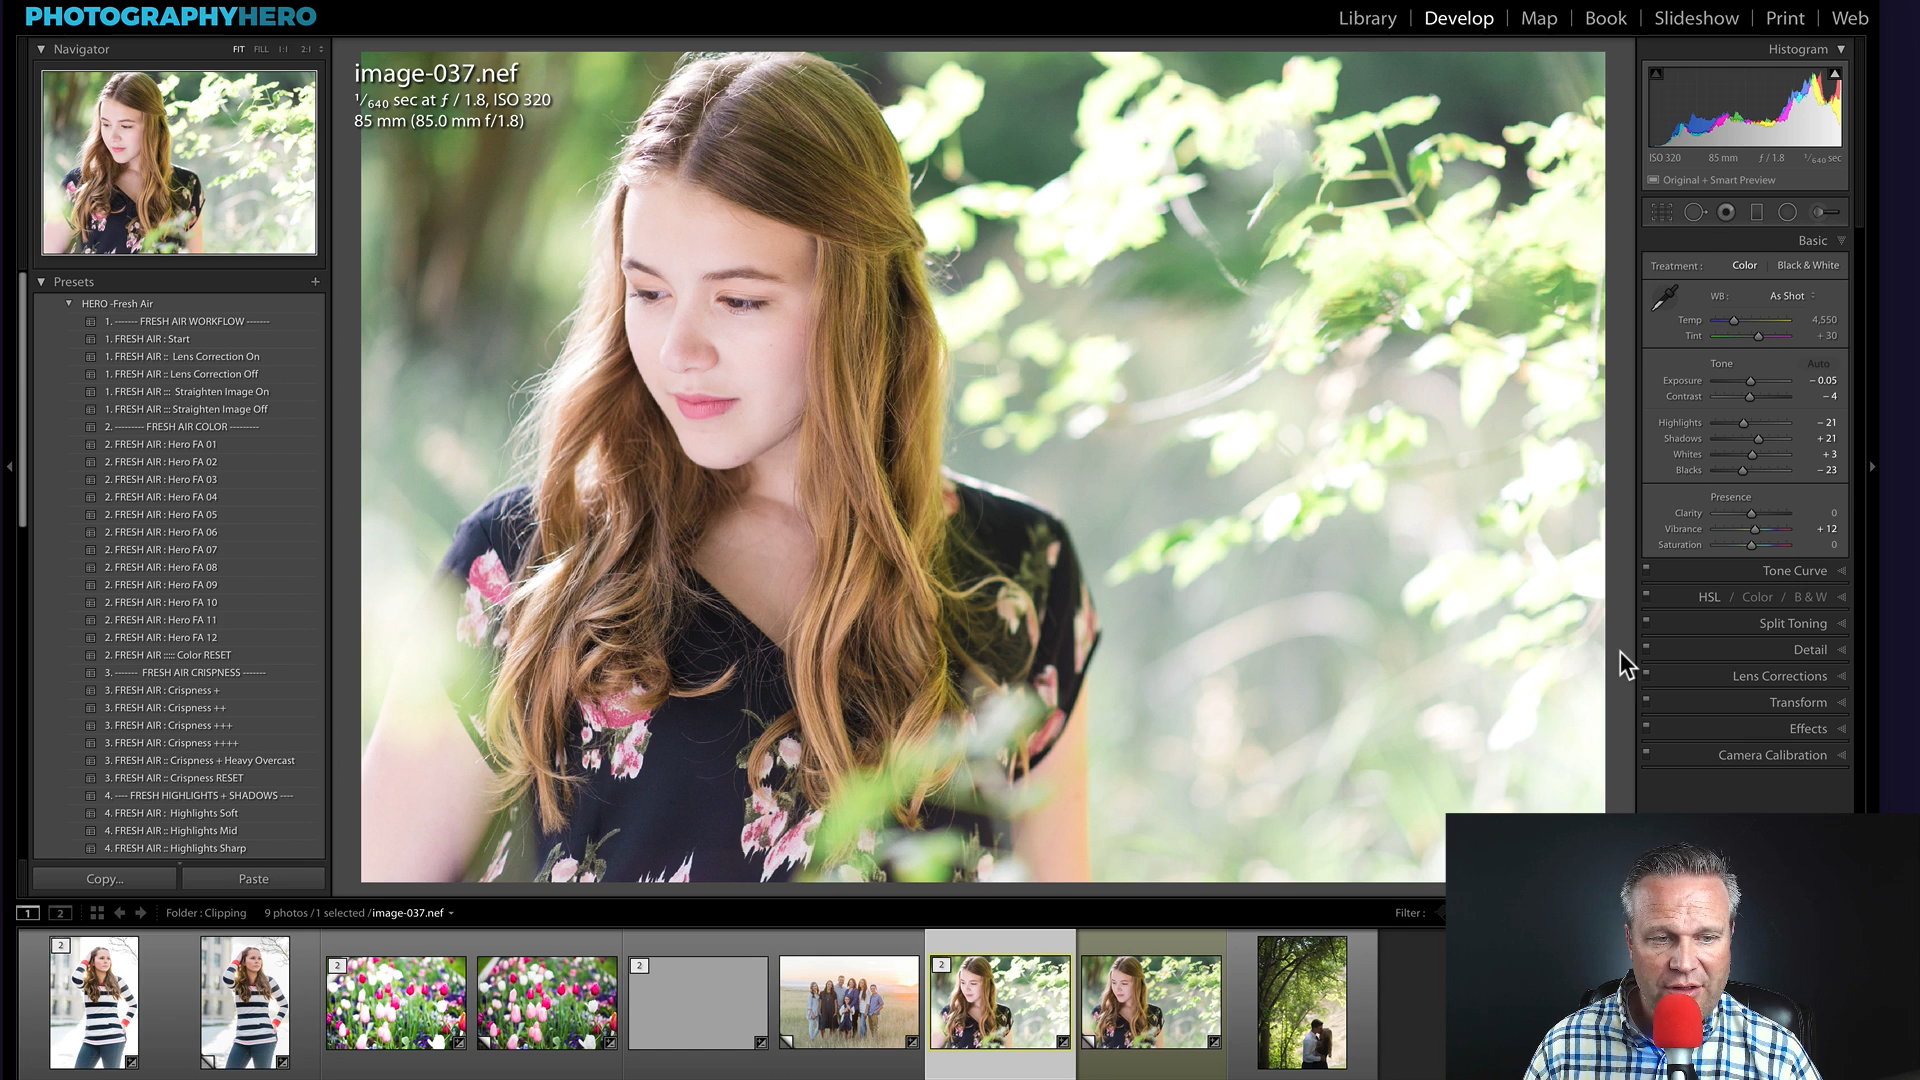 PHOTOGRAPHYHERO
Library | Develop | Map | Book | Slideshow | Print | Web
Navigator FIT FILL 1:1 2:1
image-037.nef
1/640 sec at ƒ / 1.8, ISO 320
85 mm (85.0 mm f/1.8)
Presets +
HERO -Fresh Air
1. ------- FRESH AIR WORKFLOW -------
1. FRESH AIR : Start
1. FRESH AIR :: Lens Correction On
1. FRESH AIR :: Lens Correction Off
1. FRESH AIR ::: Straighten Image On
1. FRESH AIR ::: Straighten Image Off
2. --------- FRESH AIR COLOR ---------
2. FRESH AIR : Hero FA 01
2. FRESH AIR : Hero FA 02
2. FRESH AIR : Hero FA 03
2. FRESH AIR : Hero FA 04
2. FRESH AIR : Hero FA 05
2. FRESH AIR : Hero FA 06
2. FRESH AIR : Hero FA 07
2. FRESH AIR : Hero FA 08
2. FRESH AIR : Hero FA 09
2. FRESH AIR : Hero FA 10
2. FRESH AIR : Hero FA 11
2. FRESH AIR : Hero FA 12
2. FRESH AIR ::::: Color RESET
3. ------- FRESH AIR CRISPNESS -------
3. FRESH AIR : Crispness +
3. FRESH AIR : Crispness ++
3. FRESH AIR : Crispness +++
3. FRESH AIR : Crispness ++++
3. FRESH AIR :: Crispness + Heavy Overcast
3. FRESH AIR :: Crispness RESET
4. ---- FRESH HIGHLIGHTS + SHADOWS ----
4. FRESH AIR : Highlights Soft
4. FRESH AIR :: Highlights Mid
4. FRESH AIR :: Highlights Sharp
Copy... Paste
Histogram
ISO 320 85 mm ƒ / 1.8 1/640 sec
Original + Smart Preview
Basic
Treatment : Color | Black & White
WB : As Shot
Temp 4,550
Tint + 30
Tone Auto
Exposure – 0.05
Contrast – 4
Highlights – 21
Shadows + 21
Whites + 3
Blacks – 23
Presence
Clarity 0
Vibrance + 12
Saturation 0
Tone Curve
HSL / Color / B & W
Split Toning
Detail
Lens Corrections
Transform
Effects
Camera Calibration
1 2 Folder : Clipping 9 photos /1 selected /image-037.nef Filter :
2
2
2
2